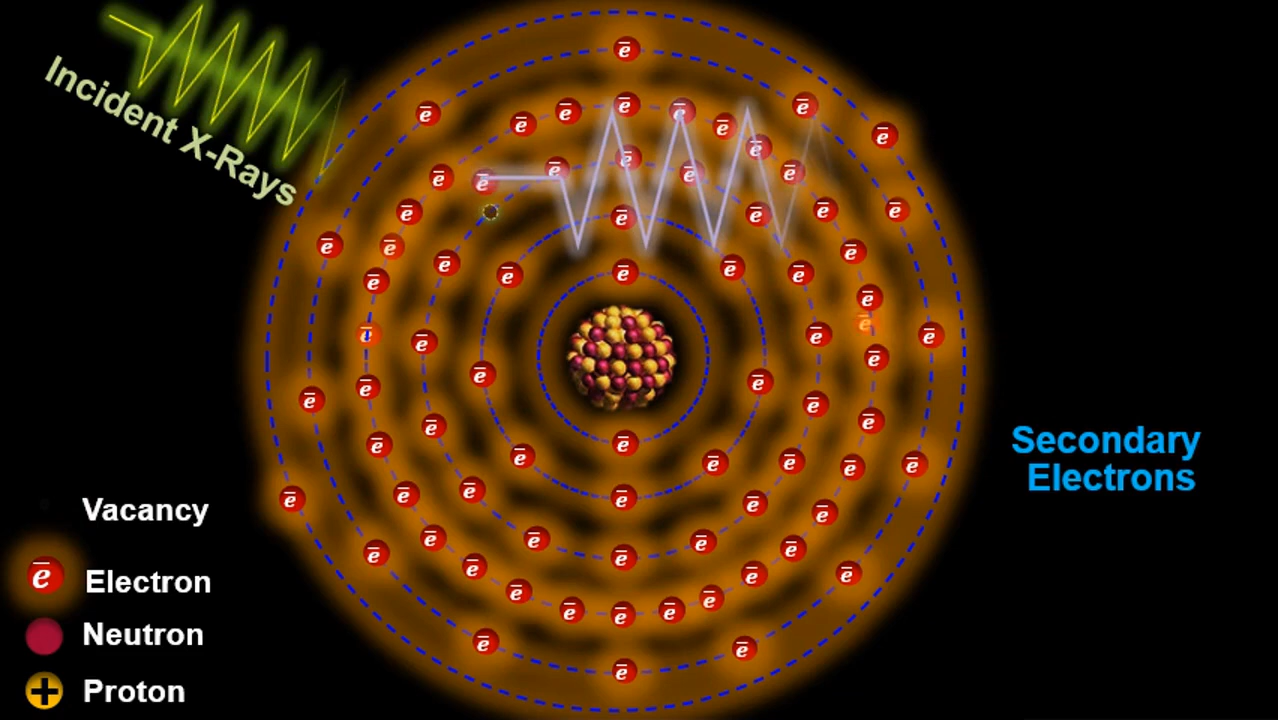 Incident X-Rays
Secondary
Electrons
Vacancy
e̅ Electron
Neutron
+ Proton